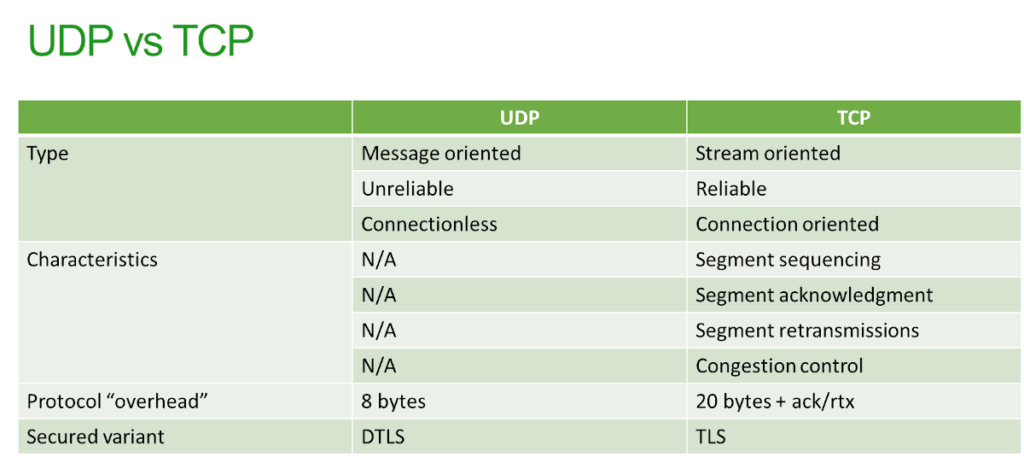 UDP vs TCP
UDP TCP
Type Message oriented Stream oriented
Unreliable Reliable
Connectionless Connection oriented
Characteristics N/A Segment sequencing
N/A Segment acknowledgment
N/A Segment retransmissions
N/A Congestion control
Protocol “overhead” 8 bytes 20 bytes + ack/rtx
Secured variant DTLS TLS